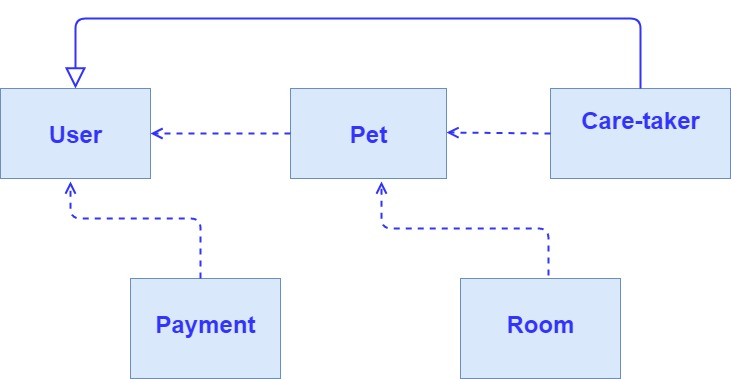 User
Pet
Care-taker
Payment
Room